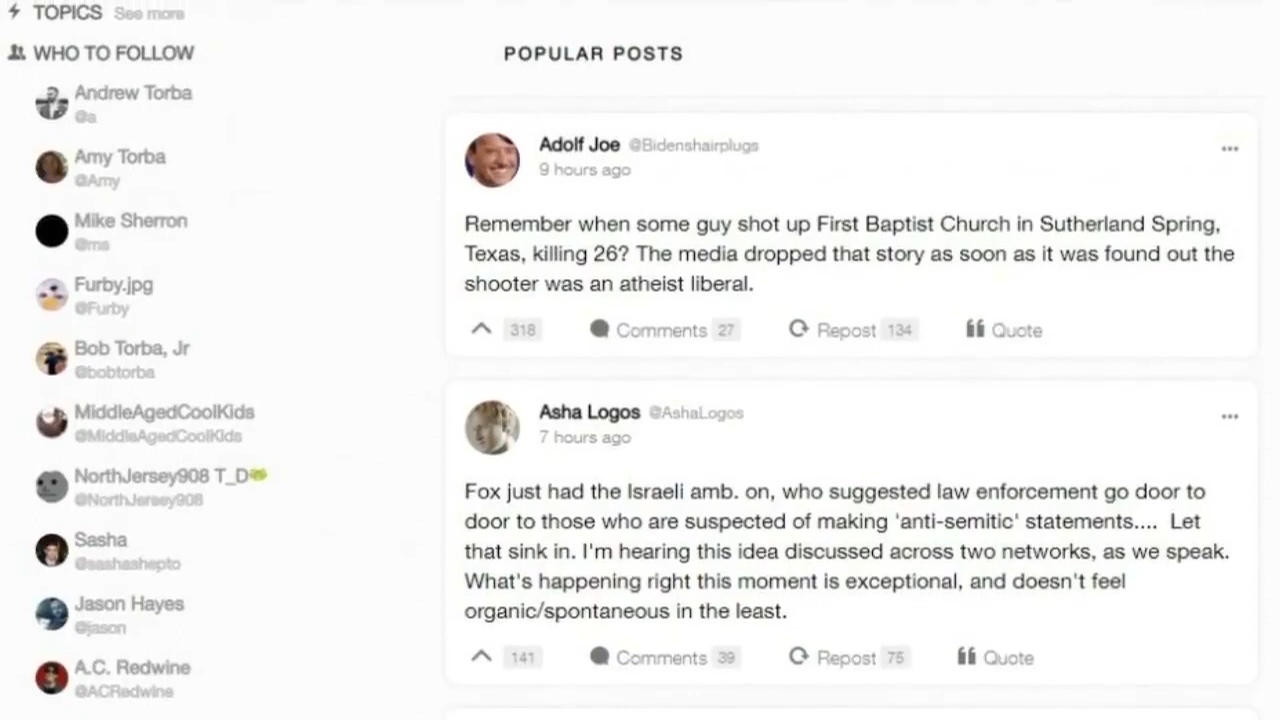 TOPICS See more
WHO TO FOLLOW
Andrew Torba
@a
Amy Torba
@Amy
Mike Sherron
@ms
Furby.jpg
@Furby
Bob Torba, Jr
@bobtorba
MiddleAgedCoolKids
@MiddleAgedCoolKids
NorthJersey908 T_D🐸
@NorthJersey908
Sasha
@sashashepto
Jason Hayes
@jason
A.C. Redwine
@ACRedwine
POPULAR POSTS
Adolf Joe @Bidenshairplugs
9 hours ago
Remember when some guy shot up First Baptist Church in Sutherland Spring,
Texas, killing 26? The media dropped that story as soon as it was found out the
shooter was an atheist liberal.
318 Comments 27 Repost 134 Quote
Asha Logos @AshaLogos
7 hours ago
Fox just had the Israeli amb. on, who suggested law enforcement go door to
door to those who are suspected of making 'anti-semitic' statements.... Let
that sink in. I'm hearing this idea discussed across two networks, as we speak.
What's happening right this moment is exceptional, and doesn't feel
organic/spontaneous in the least.
141 Comments 39 Repost 75 Quote